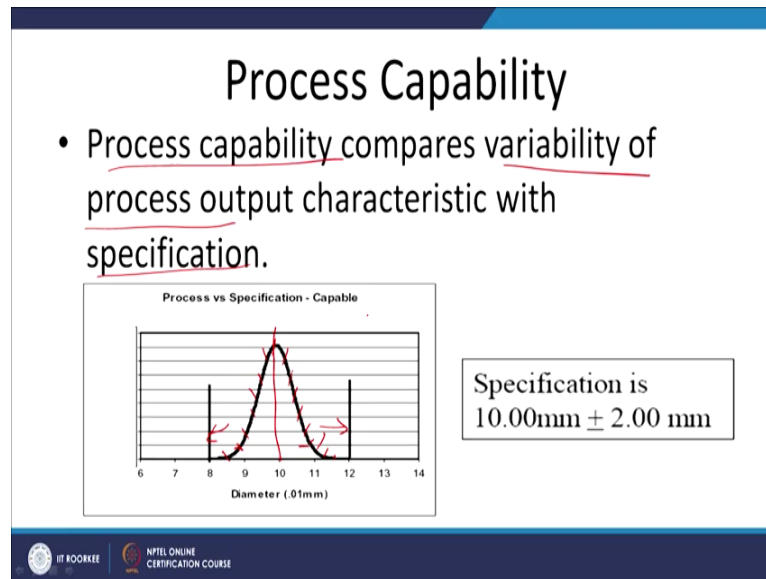 Process Capability
• Process capability compares variability of
process output characteristic with
specification.
Process vs Specification - Capable
6 7 8 9 10 11 12 13 14
Diameter (.01mm)
Specification is
10.00mm ± 2.00 mm
IIT ROORKEE
NPTEL ONLINE
CERTIFICATION COURSE